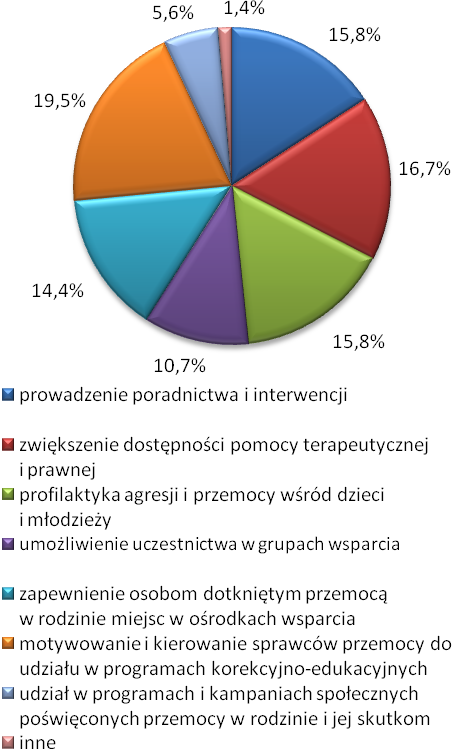 5,6%
1,4%
15,8%
19,5%
16,7%
14,4%
15,8%
10,7%
prowadzenie poradnictwa i interwencji
zwiększenie dostępności pomocy terapeutycznej
i prawnej
profilaktyka agresji i przemocy wśród dzieci
i młodzieży
umożliwienie uczestnictwa w grupach wsparcia
zapewnienie osobom dotkniętym przemocą
w rodzinie miejsc w ośrodkach wsparcia
motywowanie i kierowanie sprawców przemocy do
udziału w programach korekcyjno-edukacyjnych
udział w programach i kampaniach społecznych
poświęconych przemocy w rodzinie i jej skutkom
inne